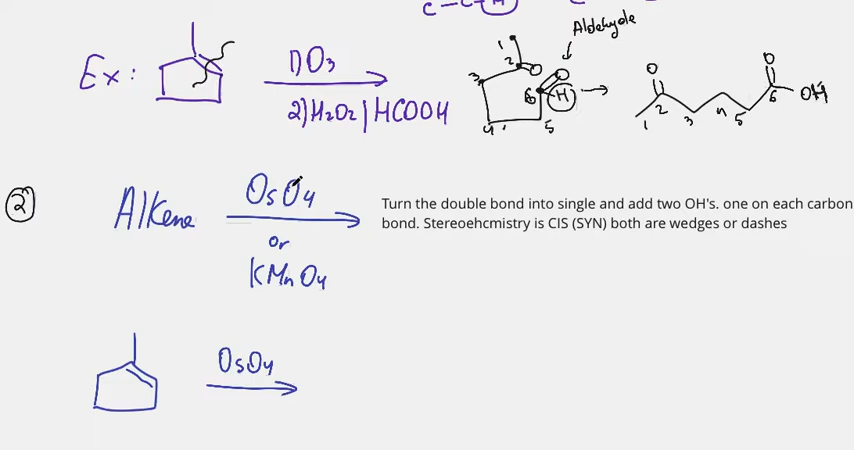 C-C-H
Aldehyde
Ex:
1) O3
2) H2O2 | HCOOH
1
2
O
O
3
6
H
4
5
O
O
OH
1
2
3
4
5
6
2
Alkene
OsO4
or
KMnO4
Turn the double bond into single and add two OH's. one on each carbon
bond. Stereoehcmistry is CIS (SYN) both are wedges or dashes
OsO4